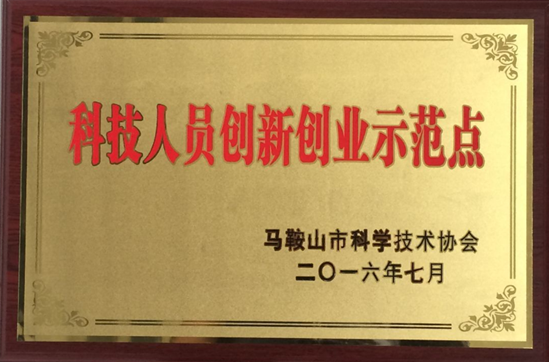 科技人员创新创业示范点
马鞍山市科学技术协会
二〇一六年七月